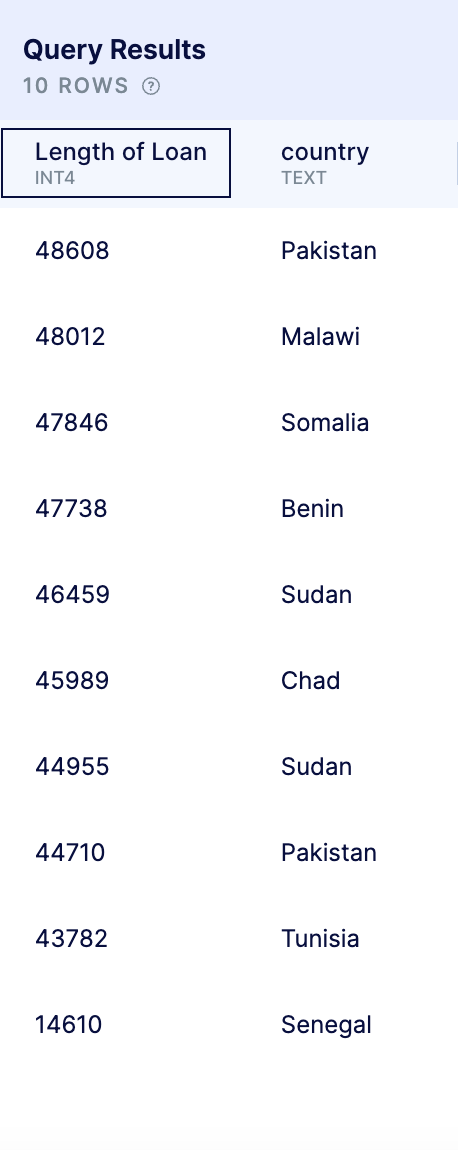 Query Results
10 ROWS ?
Length of Loan country
INT4 TEXT
48608 Pakistan
48012 Malawi
47846 Somalia
47738 Benin
46459 Sudan
45989 Chad
44955 Sudan
44710 Pakistan
43782 Tunisia
14610 Senegal